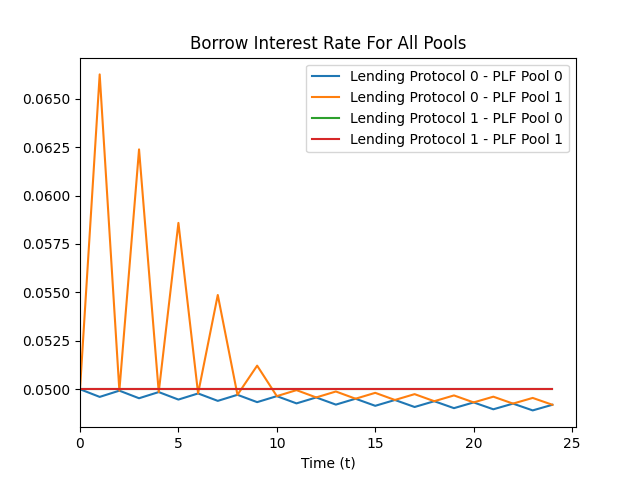 Borrow Interest Rate For All Pools
Lending Protocol 0 - PLF Pool 0
Lending Protocol 0 - PLF Pool 1
Lending Protocol 1 - PLF Pool 0
Lending Protocol 1 - PLF Pool 1
0.0650
0.0625
0.0600
0.0575
0.0550
0.0525
0.0500
0 5 10 15 20 25
Time (t)